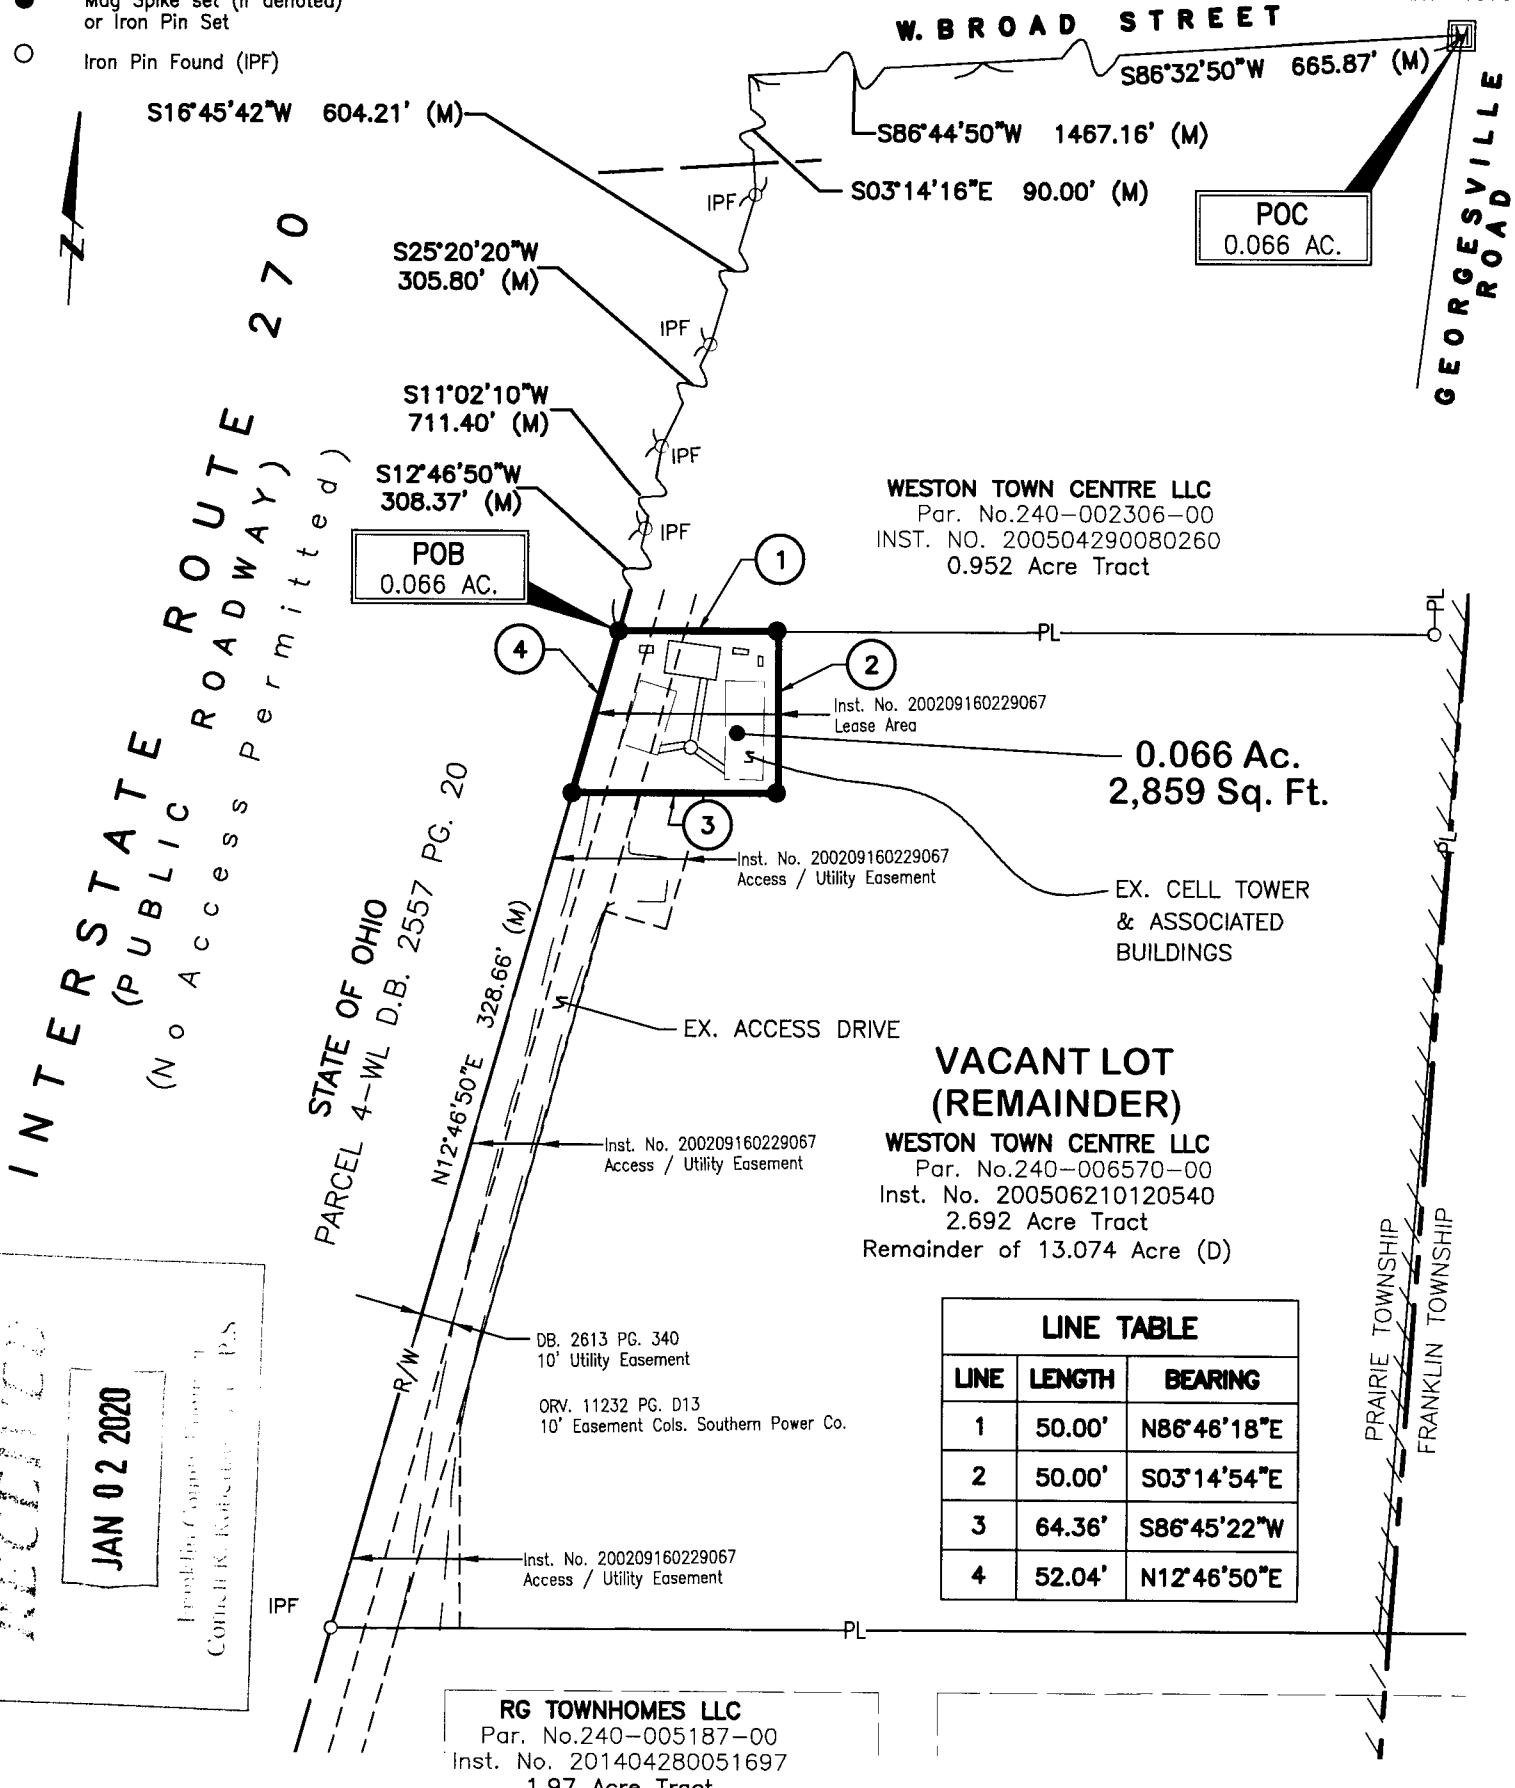 Mag Spike set (if denoted)
or Iron Pin Set
Iron Pin Found (IPF)
W. BROAD STREET
S86°32'50"W 665.87' (M)
M
S16°45'42"W 604.21' (M)
S86°44'50"W 1467.16' (M)
S03°14'16"E 90.00' (M)
IPF
POC
0.066 AC.
GEORGESVILLE
ROAD
Z
S25°20'20"W
305.80' (M)
IPF
S11°02'10"W
711.40' (M)
IPF
S12°46'50"W
308.37' (M)
IPF
POB
0.066 AC.
1
WESTON TOWN CENTRE LLC
Par. No.240-002306-00
INST. NO. 200504290080260
0.952 Acre Tract
PL
PL
4
2
Inst. No. 200209160229067
Lease Area
0.066 Ac.
2,859 Sq. Ft.
3
PL
Inst. No. 200209160229067
Access / Utility Easement
EX. CELL TOWER
& ASSOCIATED
BUILDINGS
INTERSTATE ROUTE 270
(PUBLIC ROADWAY)
(No Access Permitted)
STATE OF OHIO
PARCEL 4-WL D.B. 2557 PG. 20
N12°46'50"E 328.66' (M)
EX. ACCESS DRIVE
VACANT LOT
(REMAINDER)
WESTON TOWN CENTRE LLC
Par. No.240-006570-00
Inst. No. 200506210120540
2.692 Acre Tract
Remainder of 13.074 Acre (D)
Inst. No. 200209160229067
Access / Utility Easement
PRAIRIE TOWNSHIP
FRANKLIN TOWNSHIP
DB. 2613 PG. 340
10' Utility Easement
ORV. 11232 PG. D13
10' Easement Cols. Southern Power Co.
R/W
LINE TABLE
LINE LENGTH BEARING
1 50.00' N86°46'18"E
2 50.00' S03°14'54"E
3 64.36' S86°45'22"W
4 52.04' N12°46'50"E
JAN 02 2020
Inst. No. 200209160229067
Access / Utility Easement
IPF
PL
RG TOWNHOMES LLC
Par. No.240-005187-00
Inst. No. 201404280051697
1.97 Acre Tract